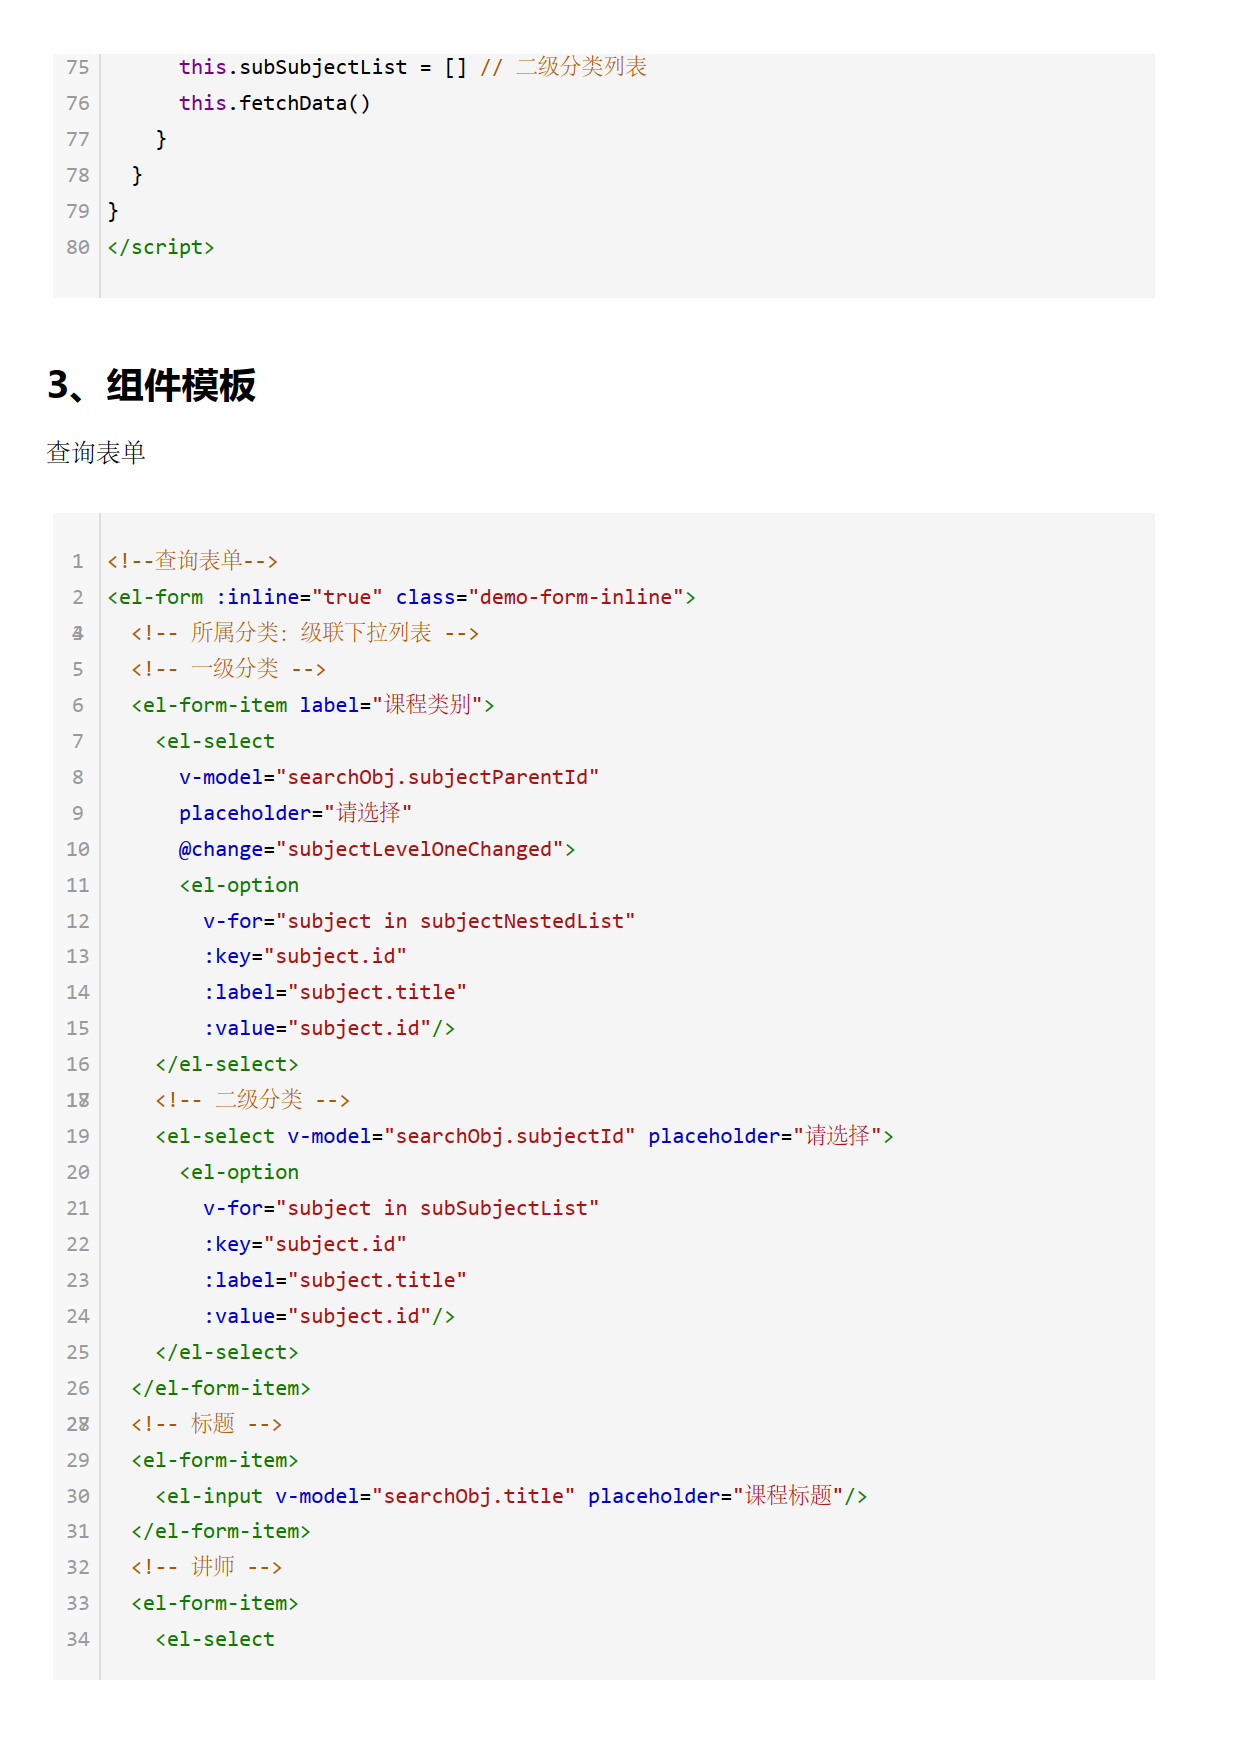 75       this.subSubjectList = [] // 二级分类列表
76       this.fetchData()
77     }
78   }
79 }
80 </script>
3、组件模板
查询表单
1 <!--查询表单-->
2 <el-form :inline="true" class="demo-form-inline">
  <!-- 所属分类：级联下拉列表 -->
5   <!-- 一级分类 -->
6   <el-form-item label="课程类别">
7     <el-select
8       v-model="searchObj.subjectParentId"
9       placeholder="请选择"
10       @change="subjectLevelOneChanged">
11       <el-option
12         v-for="subject in subjectNestedList"
13         :key="subject.id"
14         :label="subject.title"
15         :value="subject.id"/>
16     </el-select>
    <!-- 二级分类 -->
19     <el-select v-model="searchObj.subjectId" placeholder="请选择">
20       <el-option
21         v-for="subject in subSubjectList"
22         :key="subject.id"
23         :label="subject.title"
24         :value="subject.id"/>
25     </el-select>
26   </el-form-item>
  <!-- 标题 -->
29   <el-form-item>
30     <el-input v-model="searchObj.title" placeholder="课程标题"/>
31   </el-form-item>
32   <!-- 讲师 -->
33   <el-form-item>
34     <el-select